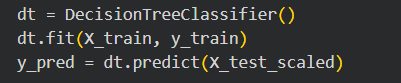 dt = DecisionTreeClassifier()
dt.fit(X_train, y_train)
y_pred = dt.predict(X_test_scaled)